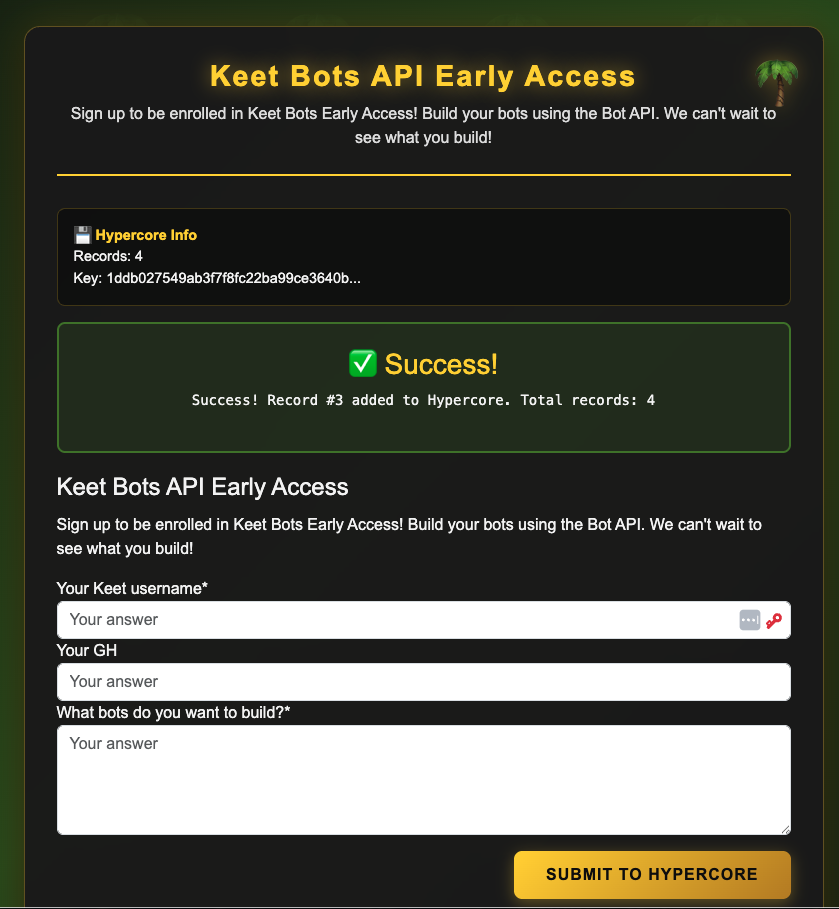 Keet Bots API Early Access
Sign up to be enrolled in Keet Bots Early Access! Build your bots using the Bot API. We can't wait to
see what you build!
Hypercore Info
Records: 4
Key: 1ddb027549ab3f7f8fc22ba99ce3640b...
Success!
Success! Record #3 added to Hypercore. Total records: 4
Keet Bots API Early Access
Sign up to be enrolled in Keet Bots Early Access! Build your bots using the Bot API. We can't wait to
see what you build!
Your Keet username*
Your answer
Your GH
Your answer
What bots do you want to build?*
Your answer
SUBMIT TO HYPERCORE